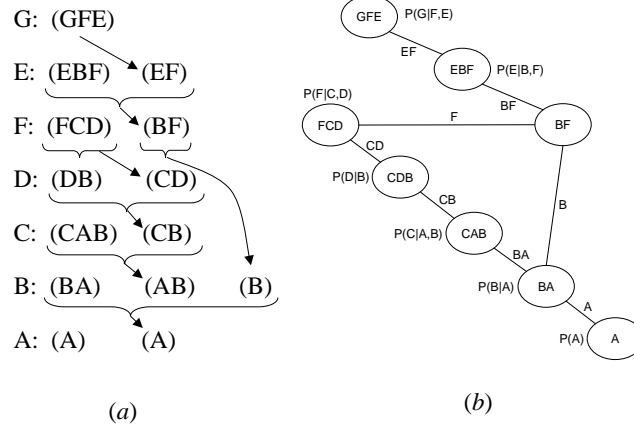 G: (GFE)
E: (EBF) (EF)
F: (FCD) (BF)
D: (DB) (CD)
C: (CAB) (CB)
B: (BA) (AB) (B)
A: (A) (A)
(a)
GFE P(G|F,E)
EF
EBF P(E|B,F)
BF
P(F|C,D)
FCD F BF
CD
P(D|B) CDB
CB B
P(C|A,B) CAB
BA
P(B|A) BA
A
P(A) A
(b)